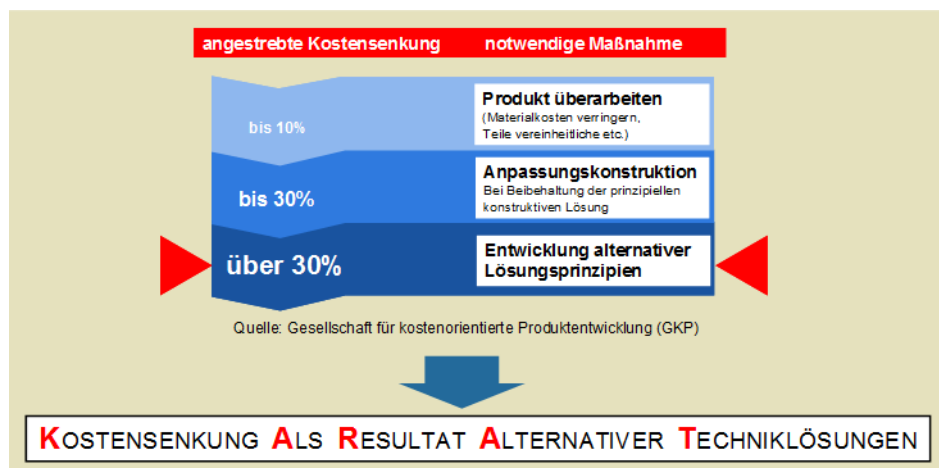 angestrebte Kostensenkung notwendige Maßnahme
bis 10%
Produkt überarbeiten
(Materialkosten verringern,
Teile vereinheitliche etc.)
bis 30%
Anpassungskonstruktion
Bei Beibehaltung der prinzipiellen
konstruktiven Lösung
über 30%
Entwicklung alternativer
Lösungsprinzipien
Quelle: Gesellschaft für kostenorientierte Produktentwicklung (GKP)
KOSTENSENKUNG ALS RESULTAT ALTERNATIVER TECHNIKLÖSUNGEN